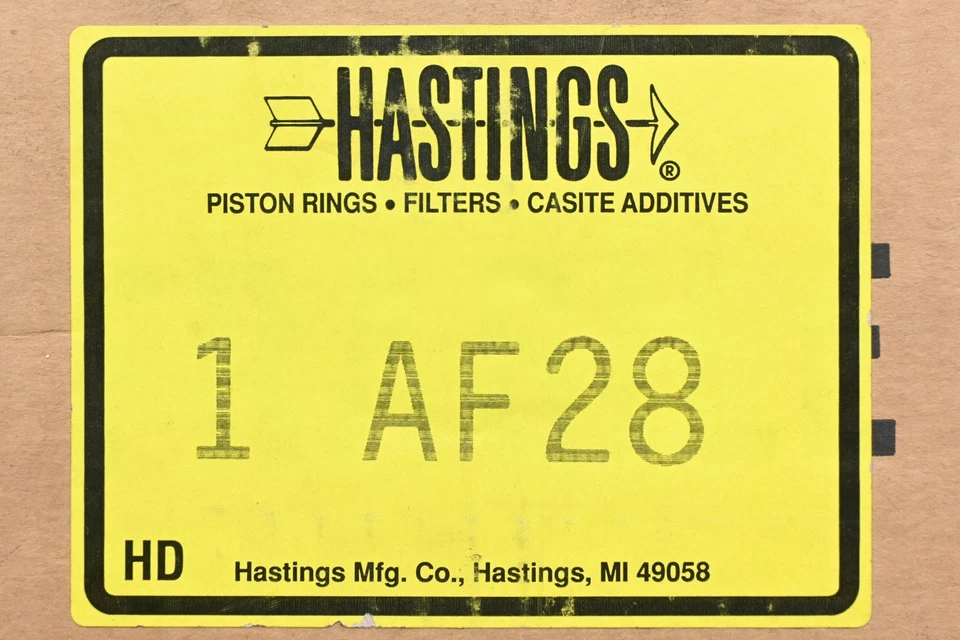 HASTINGS®
PISTON RINGS • FILTERS • CASITE ADDITIVES
1 AF28
HD
Hastings Mfg. Co., Hastings, MI 49058